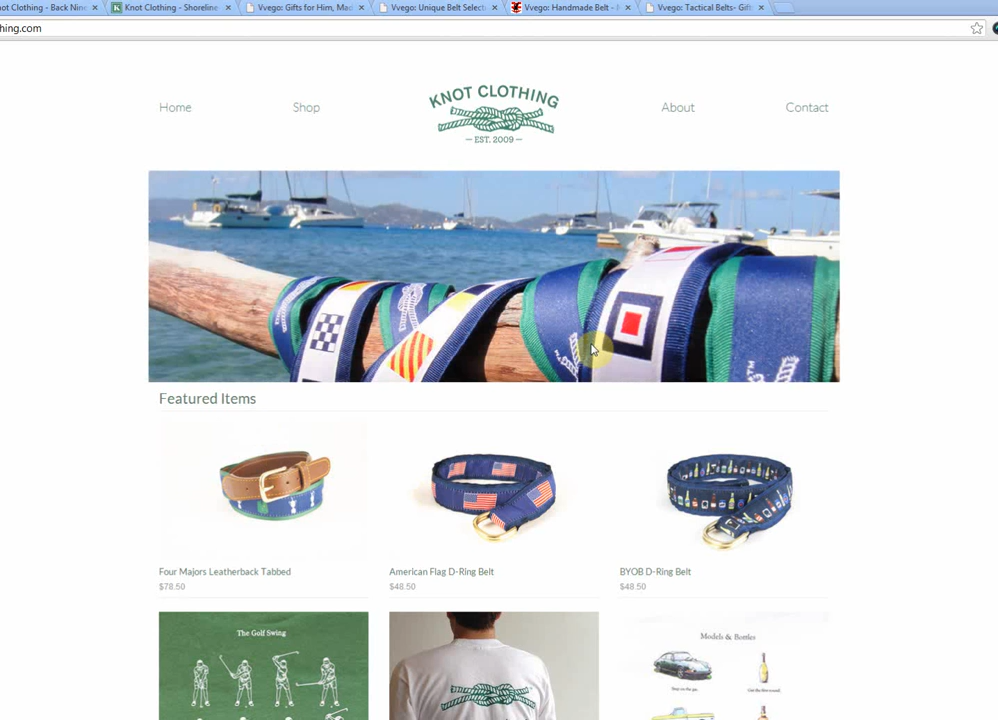 ot Clothing - Back Nine
Knot Clothing - Shoreline
Vvego: Gifts for Him, Mad
Vvego: Unique Belt Select
Vvego: Handmade Belt -
Vvego: Tactical Belts- Gift
hing.com
Home
Shop
KNOT CLOTHING
— EST. 2009 —
About
Contact
Featured Items
Four Majors Leatherback Tabbed
$78.50
American Flag D-Ring Belt
$48.50
BYOB D-Ring Belt
$48.50
The Golf Swing
Models & Bottles